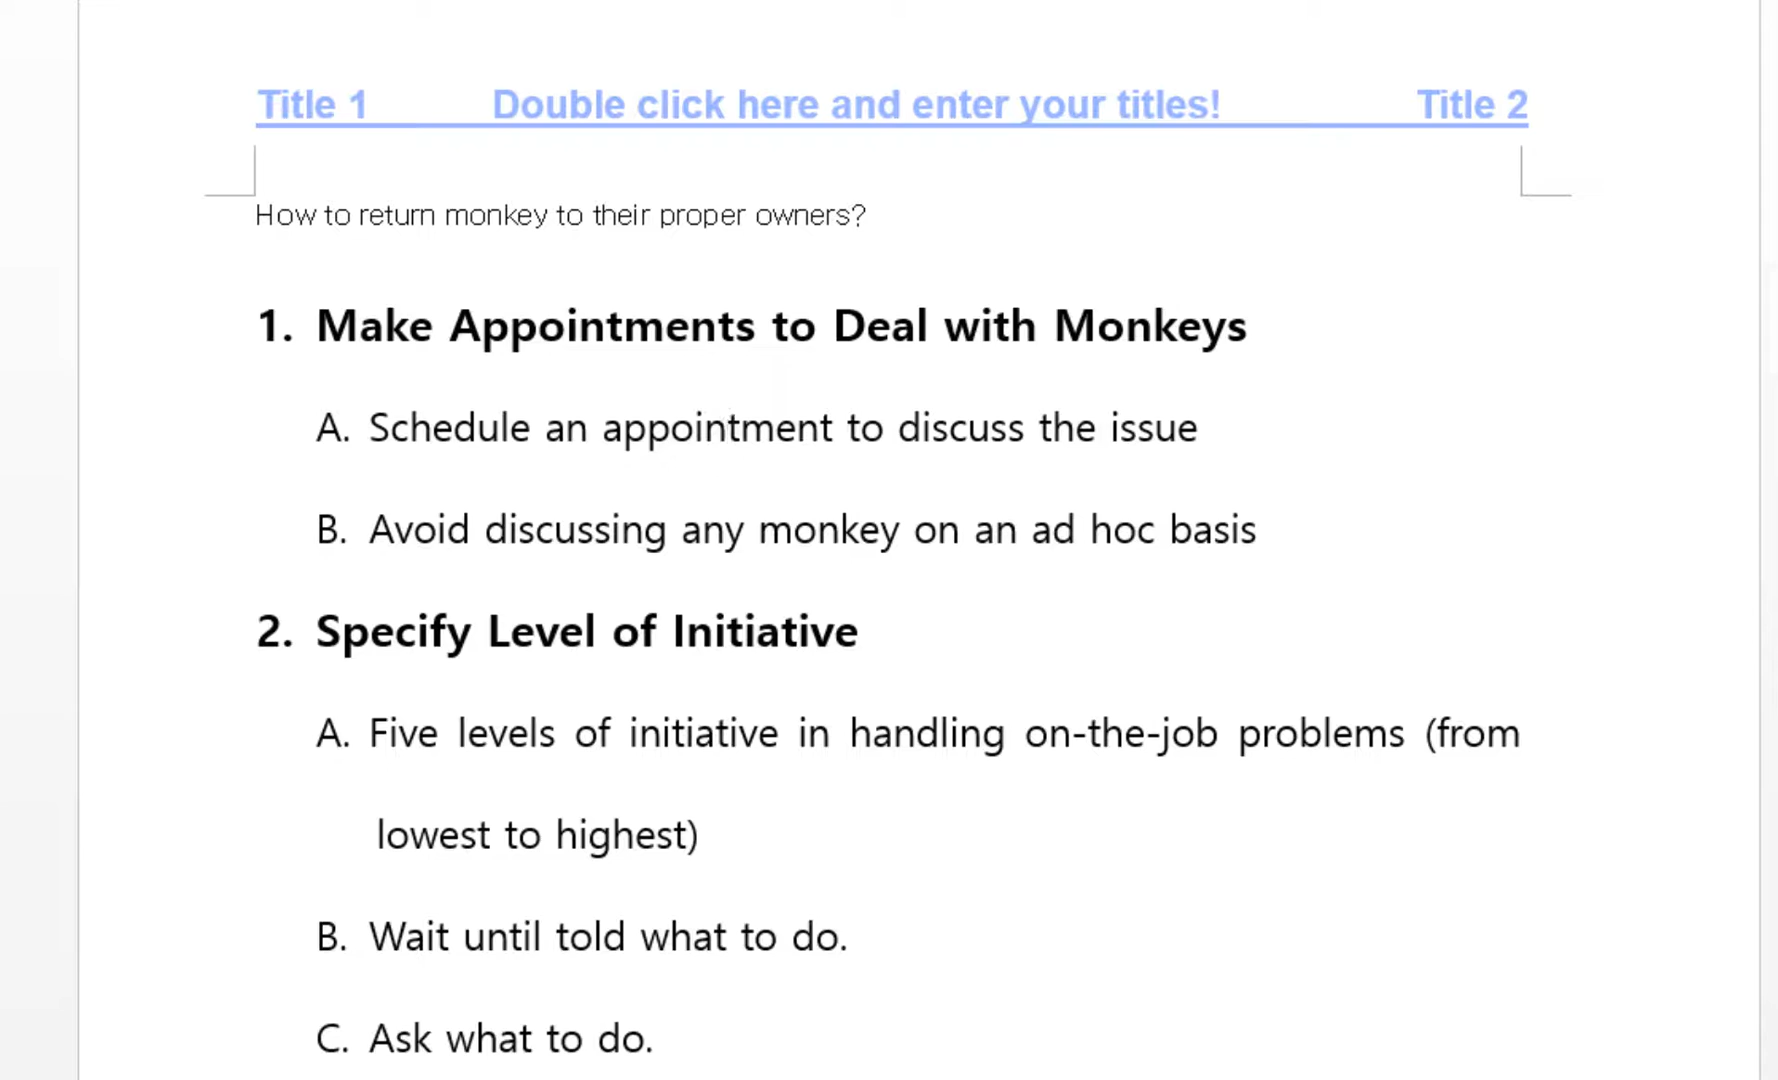 Title 1 Double click here and enter your titles! Title 2
How to return monkey to their proper owners?
1. Make Appointments to Deal with Monkeys
A. Schedule an appointment to discuss the issue
B. Avoid discussing any monkey on an ad hoc basis
2. Specify Level of Initiative
A. Five levels of initiative in handling on-the-job problems (from
lowest to highest)
B. Wait until told what to do.
C. Ask what to do.